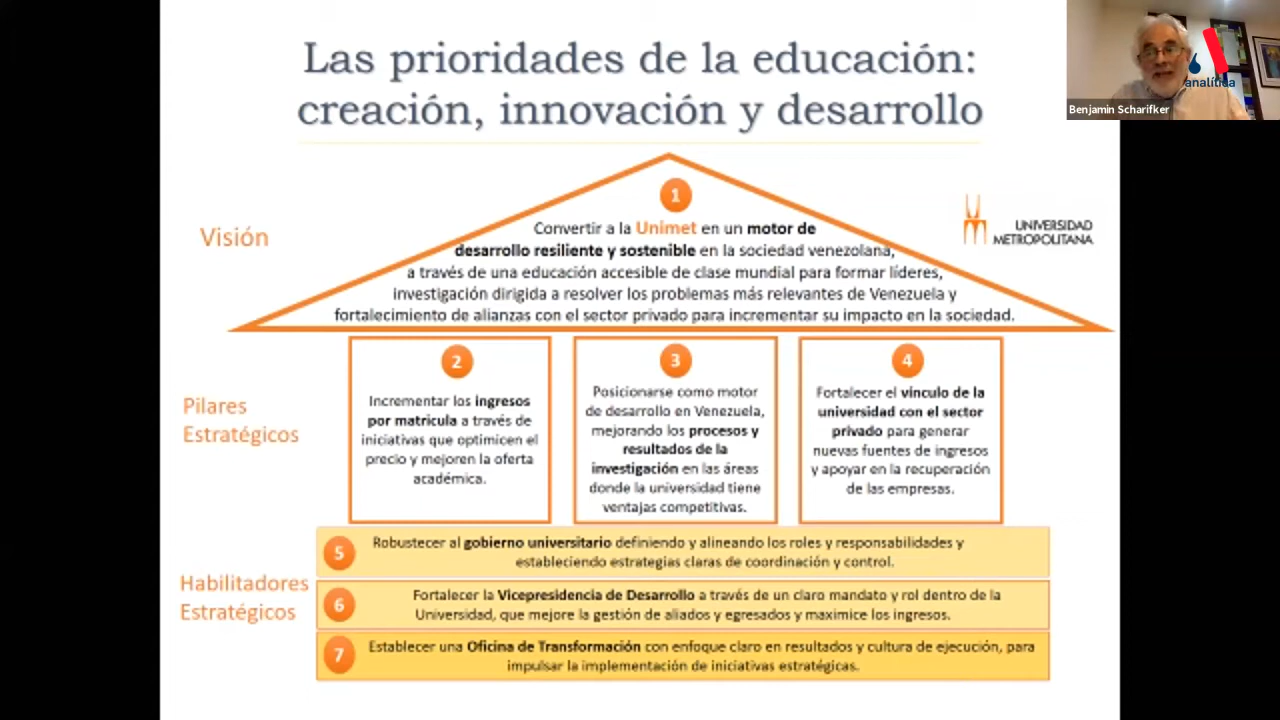 Las prioridades de la educación:
creación, innovación y desarrollo
analítica
Benjamin Scharifker
Visión
1
Convertir a la Unimet en un motor de
desarrollo resiliente y sostenible en la sociedad venezolana,
a través de una educación accesible de clase mundial para formar líderes,
investigación dirigida a resolver los problemas más relevantes de Venezuela y
fortalecimiento de alianzas con el sector privado para incrementar su impacto en la sociedad.
UNIVERSIDAD
METROPOLITANA
Pilares
Estratégicos
2
Incrementar los ingresos
por matricula a través de
iniciativas que optimicen el
precio y mejoren la oferta
académica.
3
Posicionarse como motor
de desarrollo en Venezuela,
mejorando los procesos y
resultados de la
investigación en las áreas
donde la universidad tiene
ventajas competitivas.
4
Fortalecer el vínculo de la
universidad con el sector
privado para generar
nuevas fuentes de ingresos
y apoyar en la recuperación
de las empresas.
Habilitadores
Estratégicos
5
Robustecer al gobierno universitario definiendo y alineando los roles y responsabilidades y
estableciendo estrategias claras de coordinación y control.
6
Fortalecer la Vicepresidencia de Desarrollo a través de un claro mandato y rol dentro de la
Universidad, que mejore la gestión de aliados y egresados y maximice los ingresos.
7
Establecer una Oficina de Transformación con enfoque claro en resultados y cultura de ejecución, para
impulsar la implementación de iniciativas estratégicas.